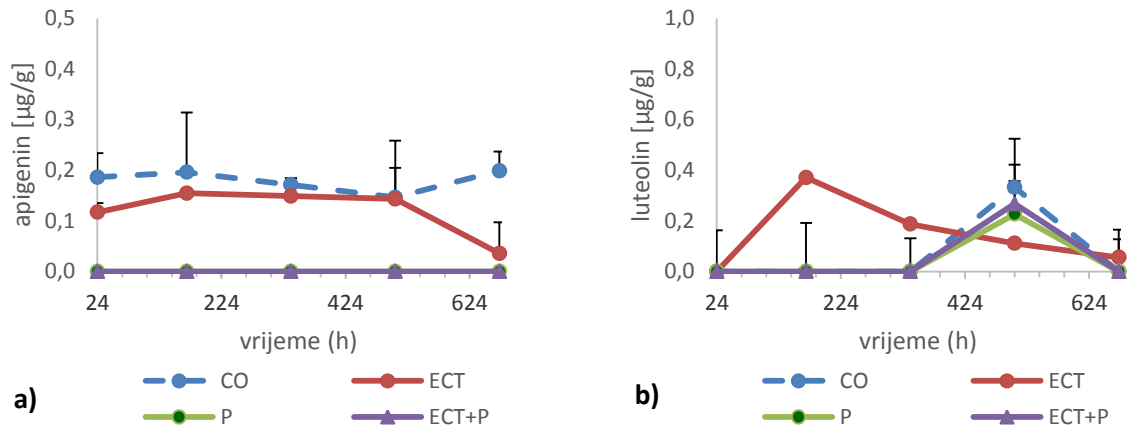 0,5
0,4
0,3
0,2
0,1
0,0
apigenin [µg/g]
24 224 424 624
vrijeme (h)
CO ECT
P ECT+P
a)
1,0
0,8
0,6
0,4
0,2
0,0
luteolin [µg/g]
24 224 424 624
vrijeme (h)
CO ECT
P ECT+P
b)